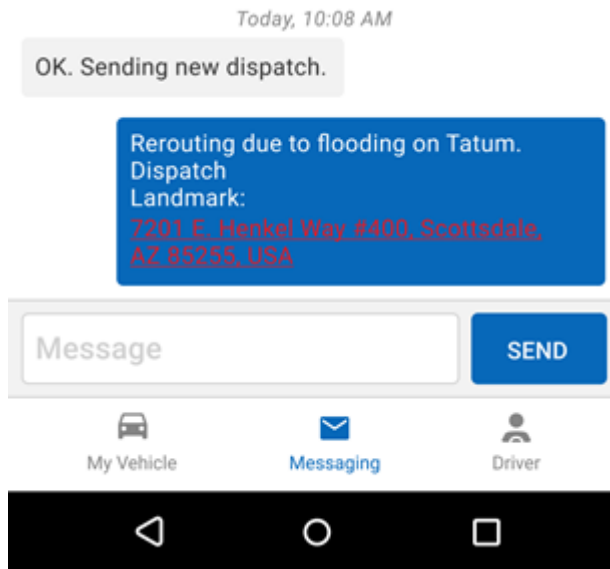 Today, 10:08 AM
OK. Sending new dispatch.
Rerouting due to flooding on Tatum.
Dispatch
Landmark:
7201 E. Henkel Way #400, Scottsdale,
AZ 85255, USA
Message
SEND
My Vehicle
Messaging
Driver